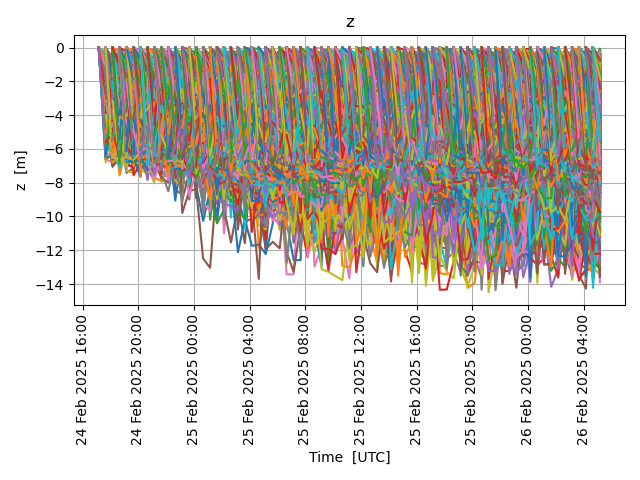 z
0
−2
−4
−6
−8
−10
−12
−14
z [m]
24 Feb 2025 16:00
24 Feb 2025 20:00
25 Feb 2025 00:00
25 Feb 2025 04:00
25 Feb 2025 08:00
25 Feb 2025 12:00
25 Feb 2025 16:00
25 Feb 2025 20:00
26 Feb 2025 00:00
26 Feb 2025 04:00
Time [UTC]